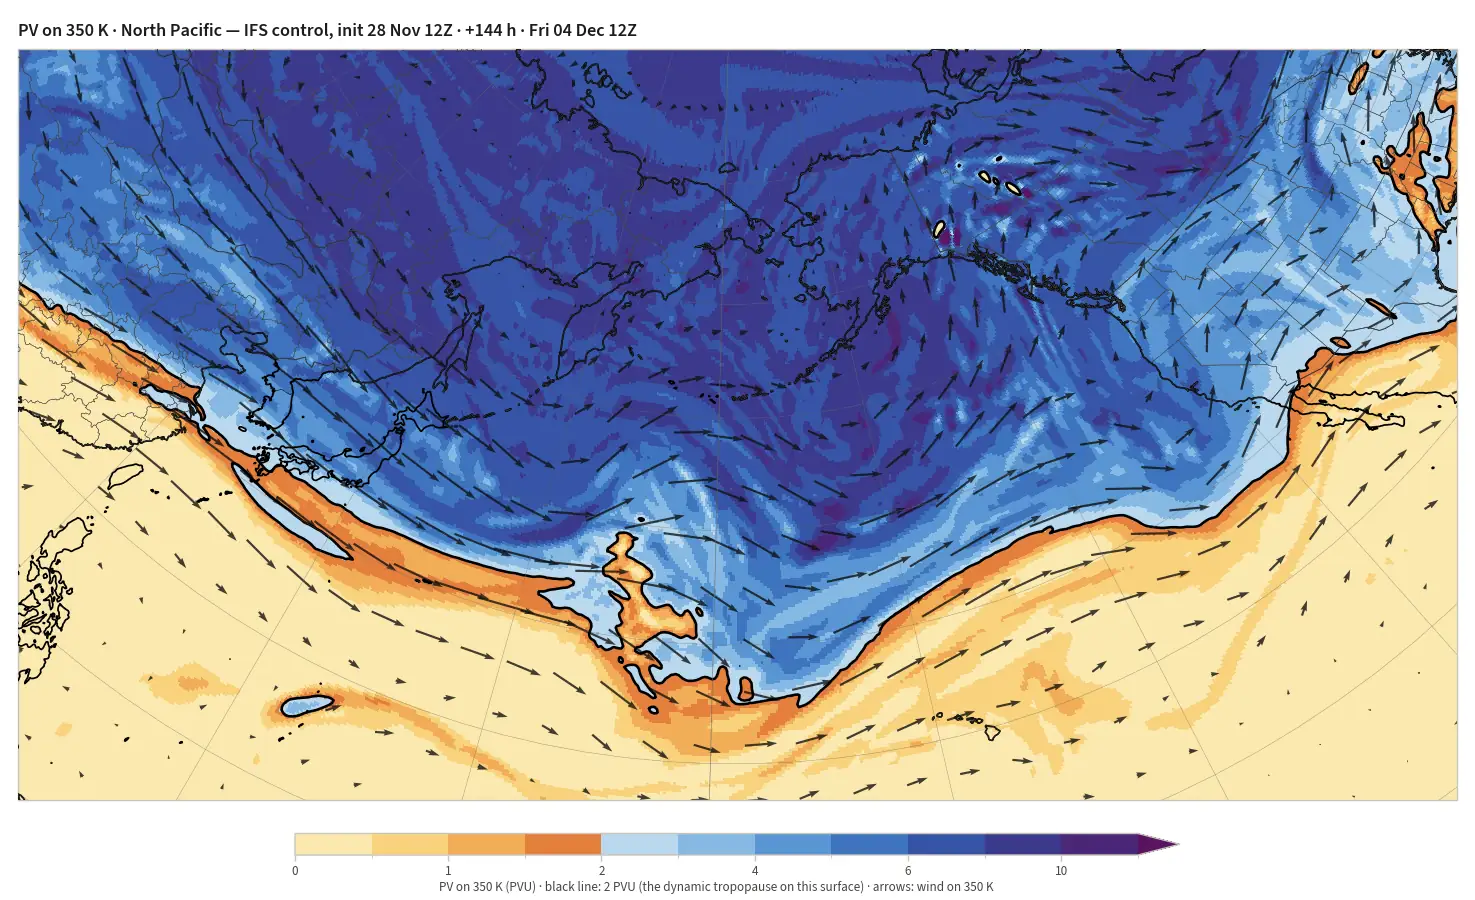 PV on 350 K · North Pacific — IFS control, init 28 Nov 12Z · +144 h · Fri 04 Dec 12Z
0 1 2 4 6 10
PV on 350 K (PVU) · black line: 2 PVU (the dynamic tropopause on this surface) · arrows: wind on 350 K